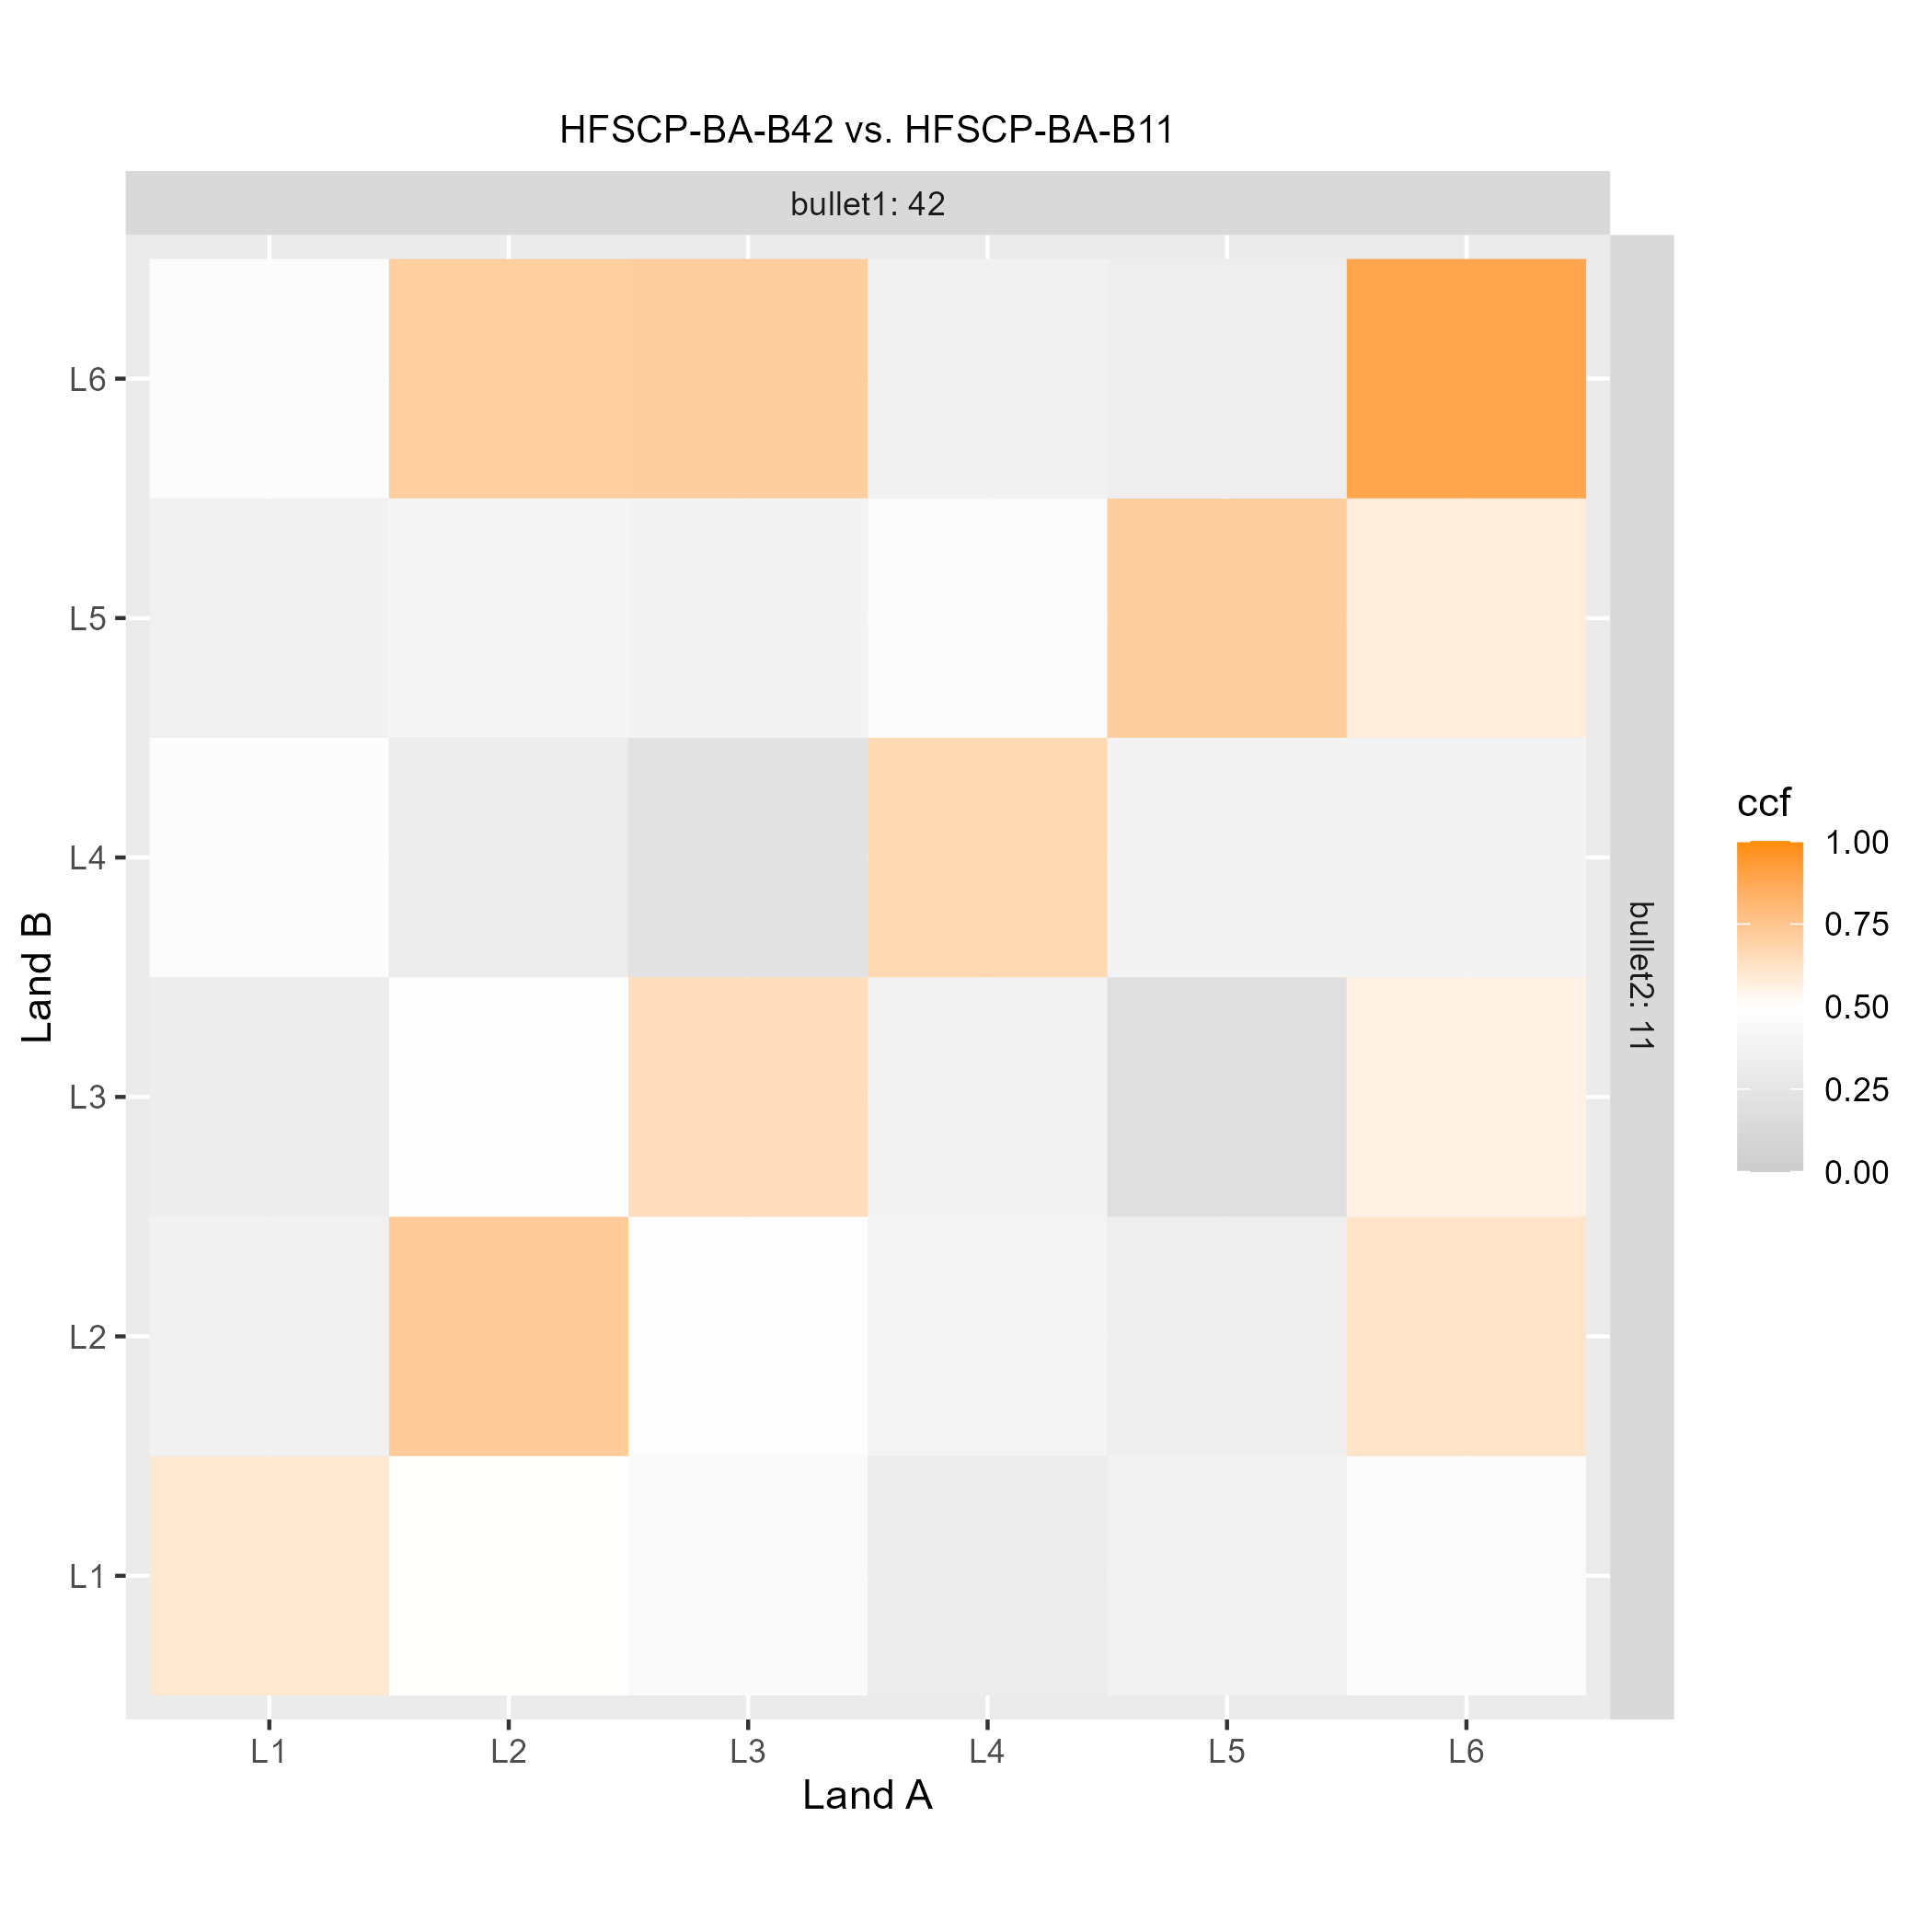 HFSCP-BA-B42 vs. HFSCP-BA-B11
bullet1: 42
L6
L5
L4
L3
L2
L1
Land B
bullet2: 11
L1 L2 L3 L4 L5 L6
Land A
ccf
1.00
0.75
0.50
0.25
0.00